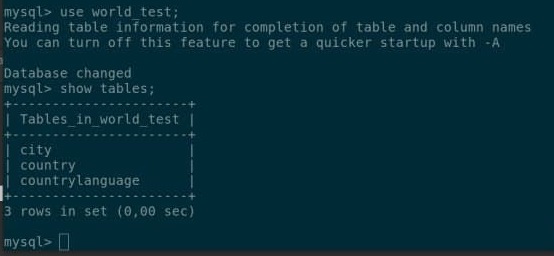 mysql> use world_test;
Reading table information for completion of table and column names
You can turn off this feature to get a quicker startup with -A
Database changed
mysql> show tables;
+----------------------+
| Tables_in_world_test |
+----------------------+
| city                 |
| country              |
| countrylanguage      |
+----------------------+
3 rows in set (0,00 sec)
mysql>